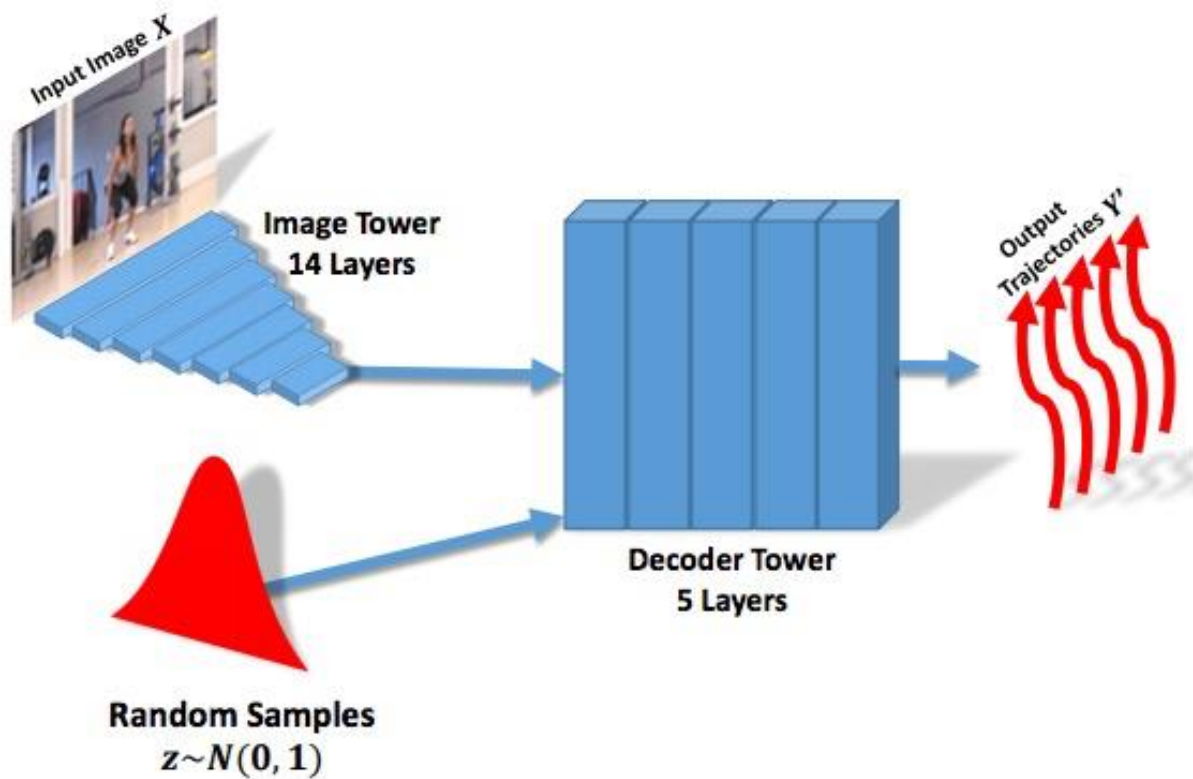 Input Image X
Image Tower
14 Layers
Output
Trajectories Y'
Decoder Tower
5 Layers
Random Samples
z~N(0, 1)